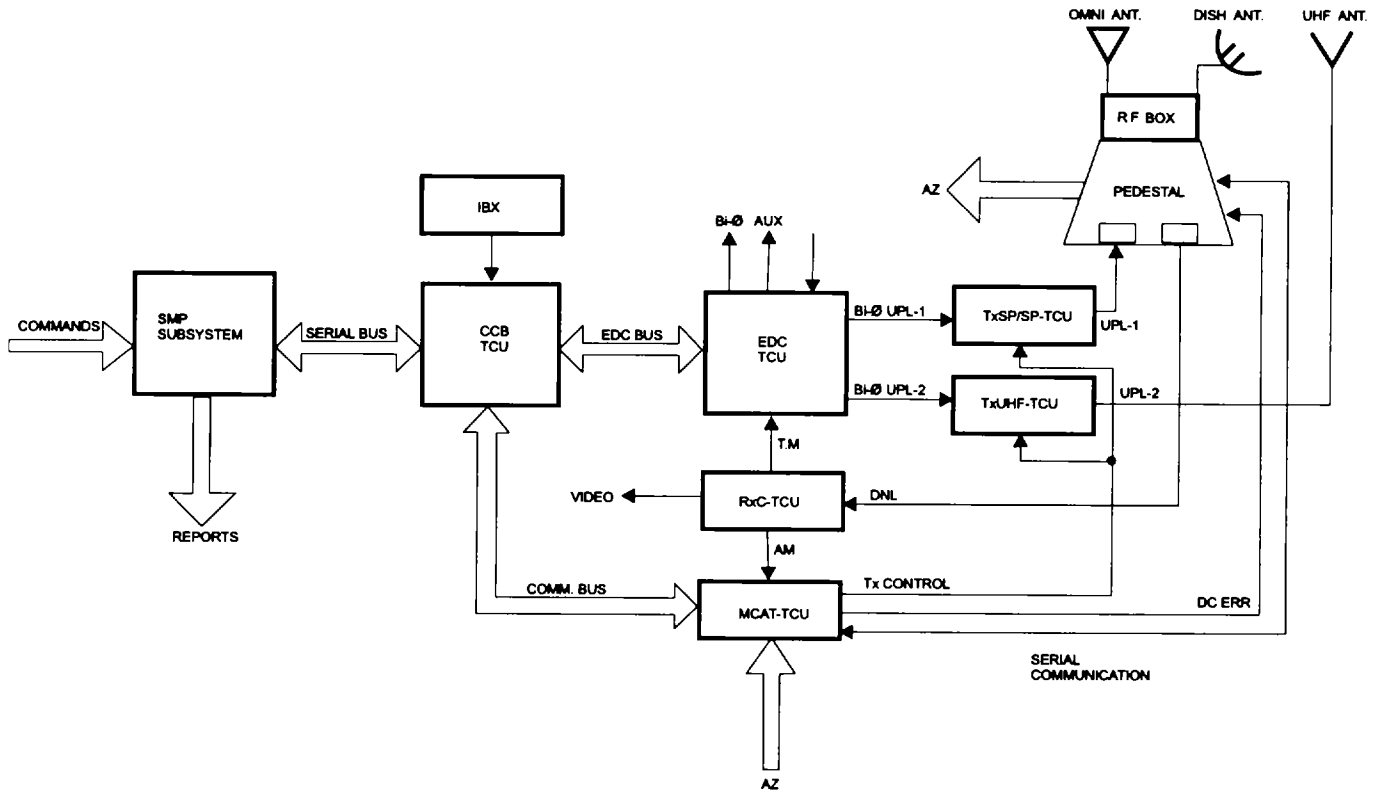 OMNI ANT.
DISH ANT.
UHF ANT.
RF BOX
PEDESTAL
AZ
IBX
Bi-Ø
AUX
SMP
SUBSYSTEM
COMMANDS
SERIAL BUS
CCB
TCU
EDC BUS
EDC
TCU
Bi-Ø UPL-1
TxSP/SP-TCU
UPL-1
Bi-Ø UPL-2
TxUHF-TCU
UPL-2
T.M
VIDEO
RxC-TCU
DNL
REPORTS
AM
COMM. BUS
MCAT-TCU
Tx CONTROL
DC ERR
SERIAL
COMMUNICATION
AZ